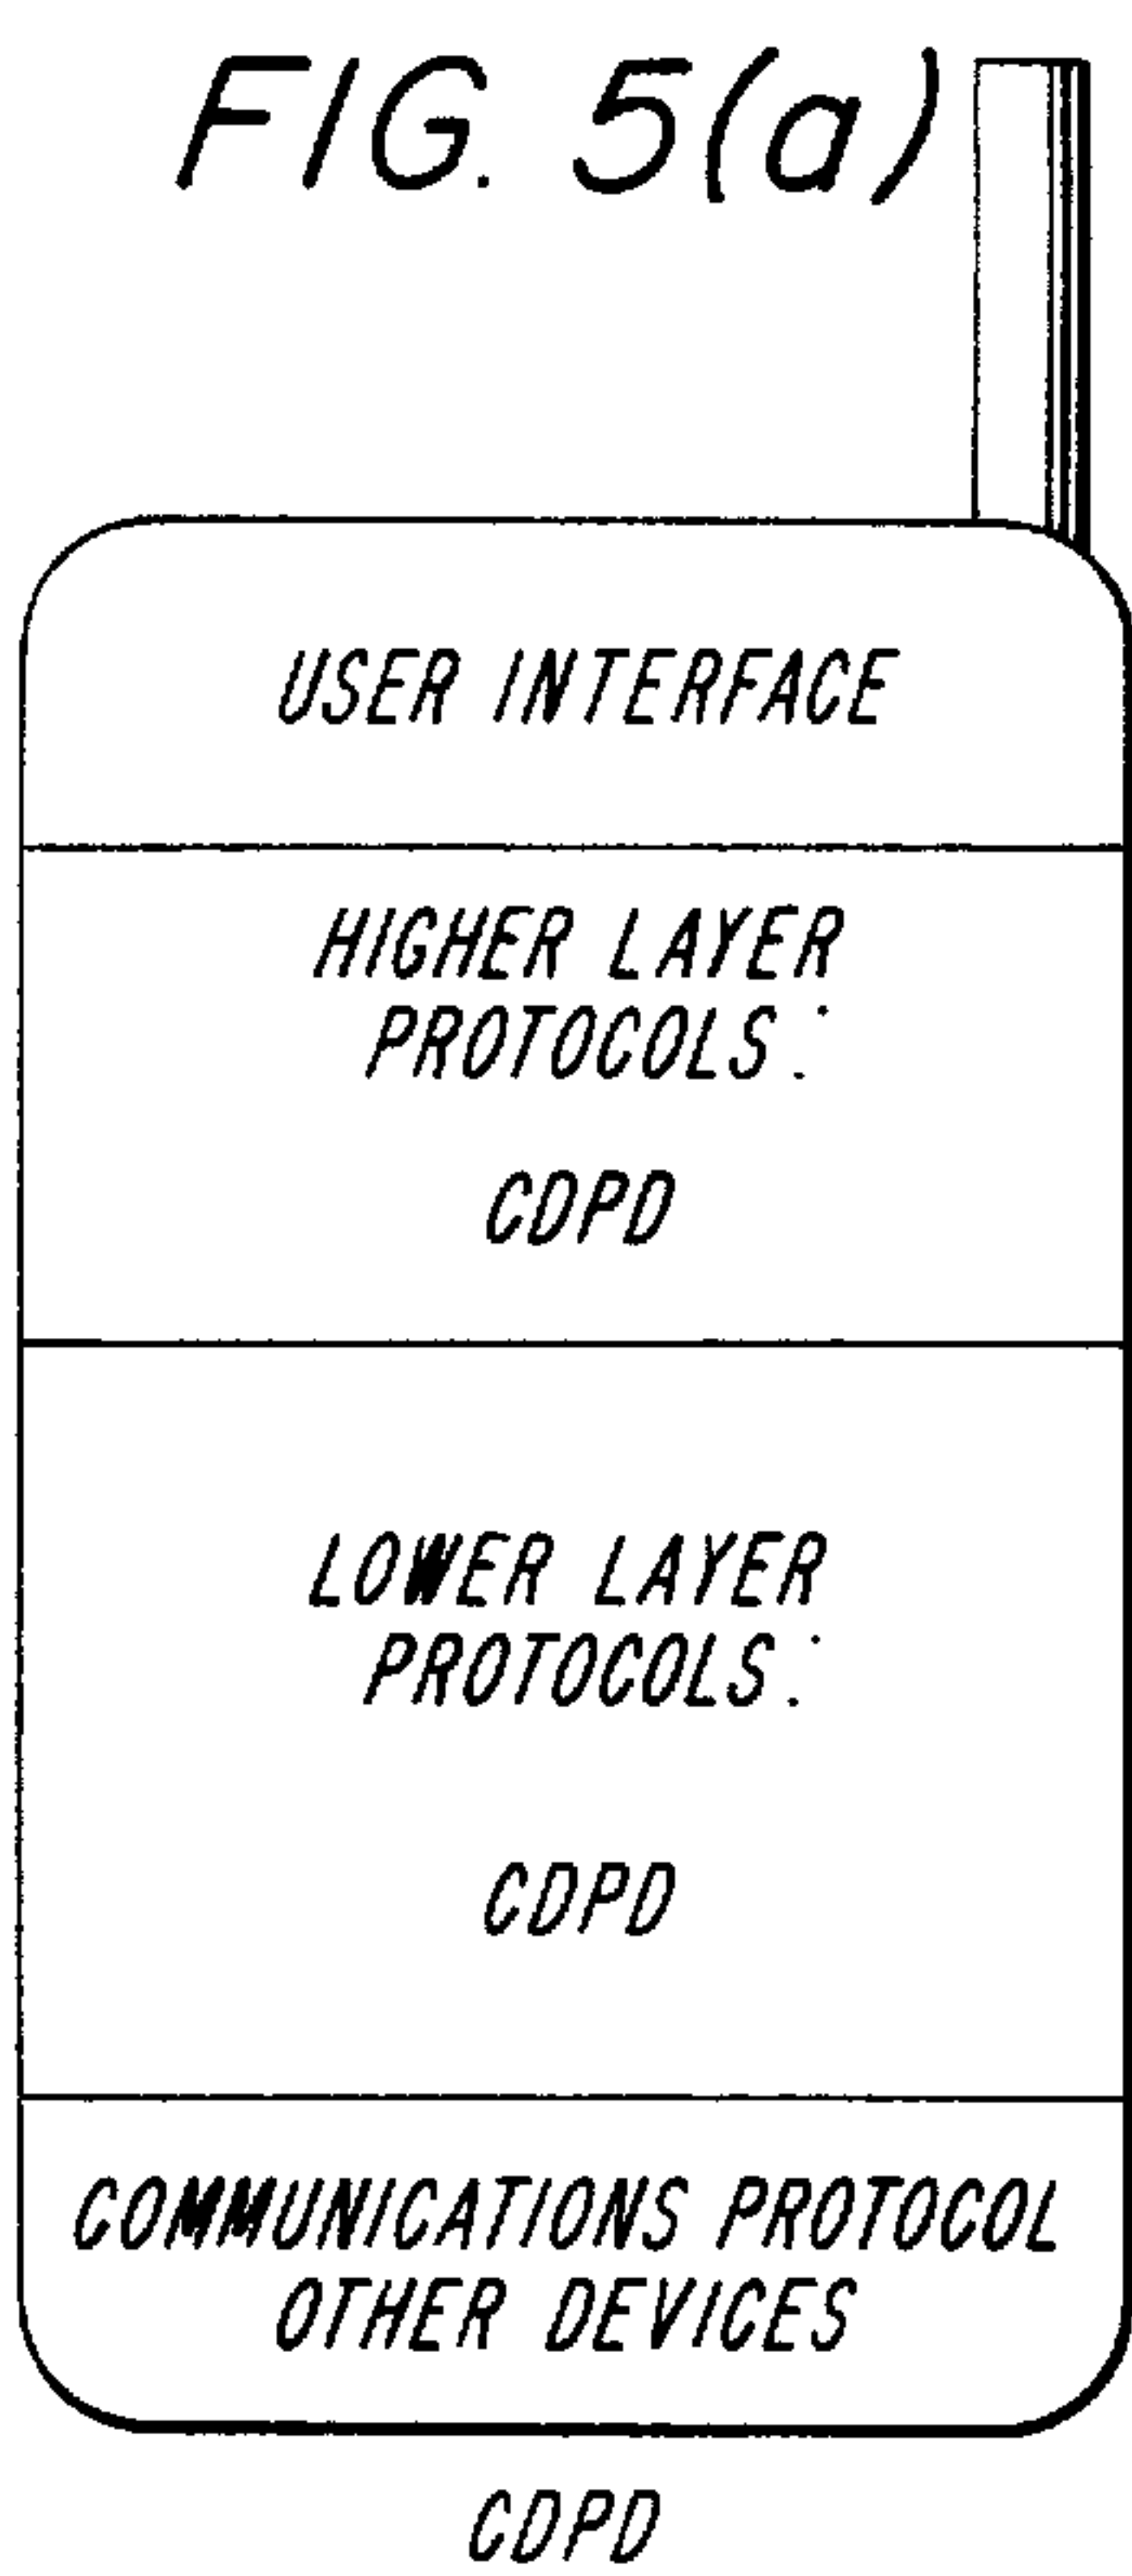 FIG. 5(a)
USER INTERFACE
HIGHER LAYER
PROTOCOLS:
CDPD
LOWER LAYER
PROTOCOLS:
CDPD
COMMUNICATIONS PROTOCOL
OTHER DEVICES
CDPD